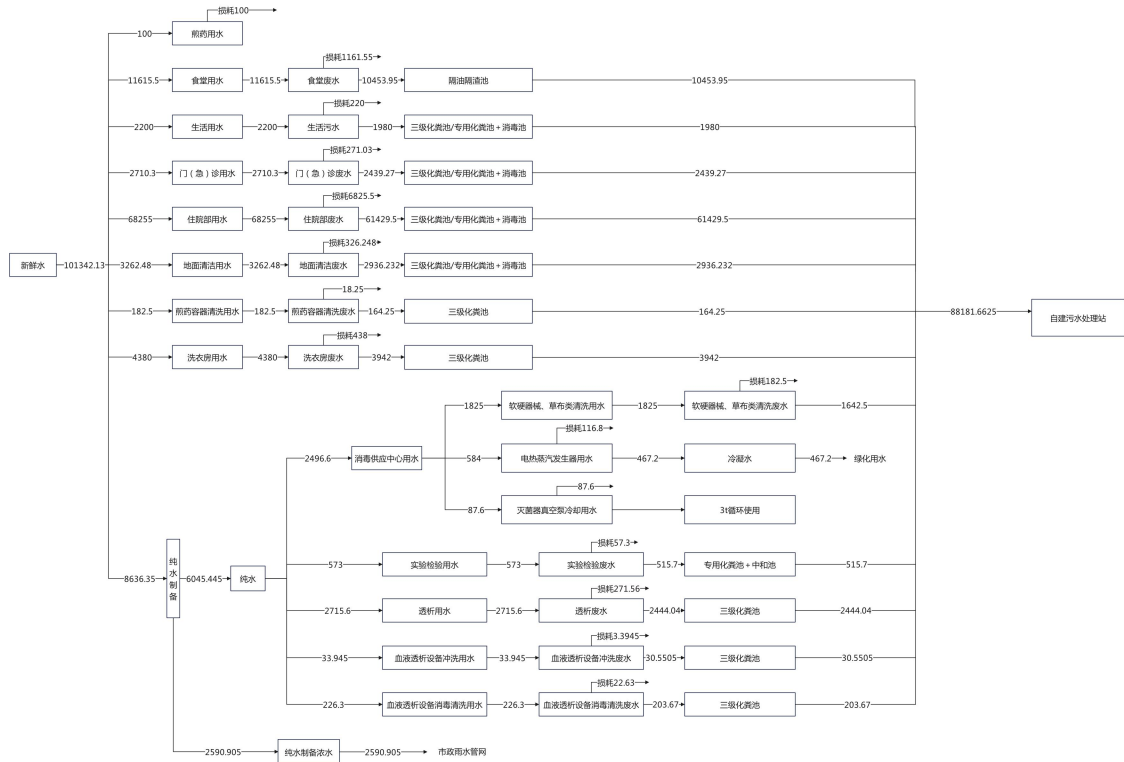 损耗100
100
煎药用水
损耗1161.55
11615.5
食堂用水
11615.5
食堂废水
10453.95
隔油隔渣池
10453.95
损耗220
2200
生活用水
2200
生活污水
1980
三级化粪池/专用化粪池+消毒池
1980
损耗271.03
2710.3
门（急）诊用水
2710.3
门（急）诊废水
2439.27
三级化粪池/专用化粪池+消毒池
2439.27
损耗6825.5
68255
住院部用水
68255
住院部废水
61429.5
三级化粪池/专用化粪池+消毒池
61429.5
损耗326.248
新鲜水
101342.13
3262.48
地面清洁用水
3262.48
地面清洁废水
2936.232
三级化粪池/专用化粪池+消毒池
2936.232
18.25
182.5
煎药容器清洗用水
182.5
煎药容器清洗废水
164.25
三级化粪池
164.25
88181.6625
自建污水处理站
损耗438
4380
洗衣房用水
4380
洗衣房废水
3942
三级化粪池
3942
损耗182.5
1825
软硬器械、草布类清洗用水
1825
软硬器械、草布类清洗废水
1642.5
损耗116.8
2496.6
消毒供应中心用水
584
电热蒸汽发生器用水
467.2
冷凝水
467.2
绿化用水
87.6
87.6
灭菌器真空泵冷却用水
3t循环使用
损耗57.3
8636.35
纯水制备
6045.445
纯水
573
实验检验用水
573
实验检验废水
515.7
专用化粪池+中和池
515.7
损耗271.56
2715.6
透析用水
2715.6
透析废水
2444.04
三级化粪池
2444.04
损耗3.3945
33.945
血液透析设备冲洗用水
33.945
血液透析设备冲洗废水
30.5505
三级化粪池
30.5505
损耗22.63
226.3
血液透析设备消毒清洗用水
226.3
血液透析设备消毒清洗废水
203.67
三级化粪池
203.67
2590.905
纯水制备浓水
2590.905
市政雨水管网